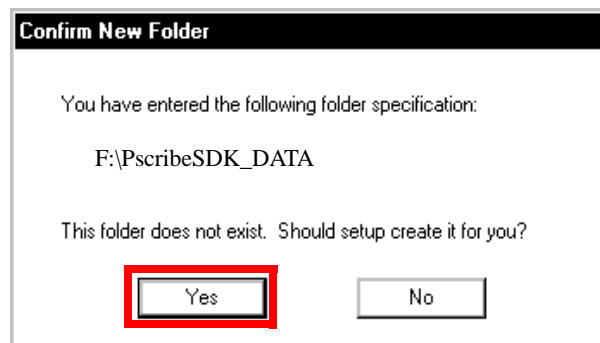 Confirm New Folder
You have entered the following folder specification:
F:\PscribeSDK_DATA
This folder does not exist. Should setup create it for you?
Yes No